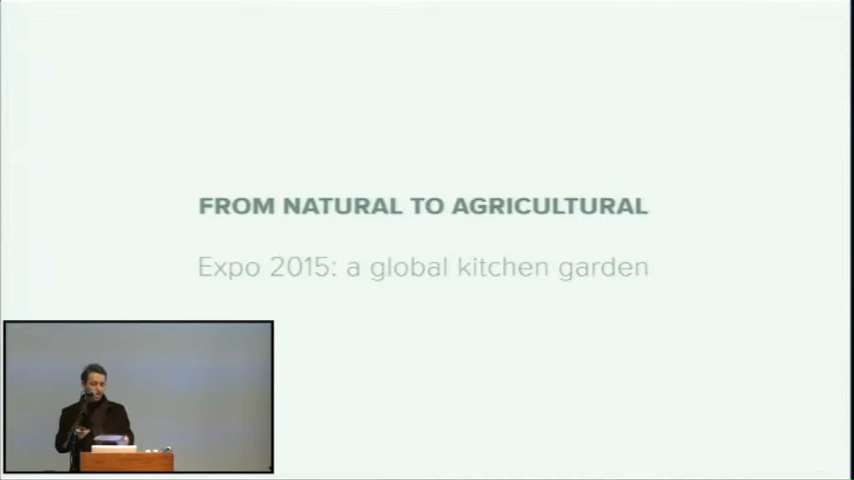 FROM NATURAL TO AGRICULTURAL
Expo 2015: a global kitchen garden